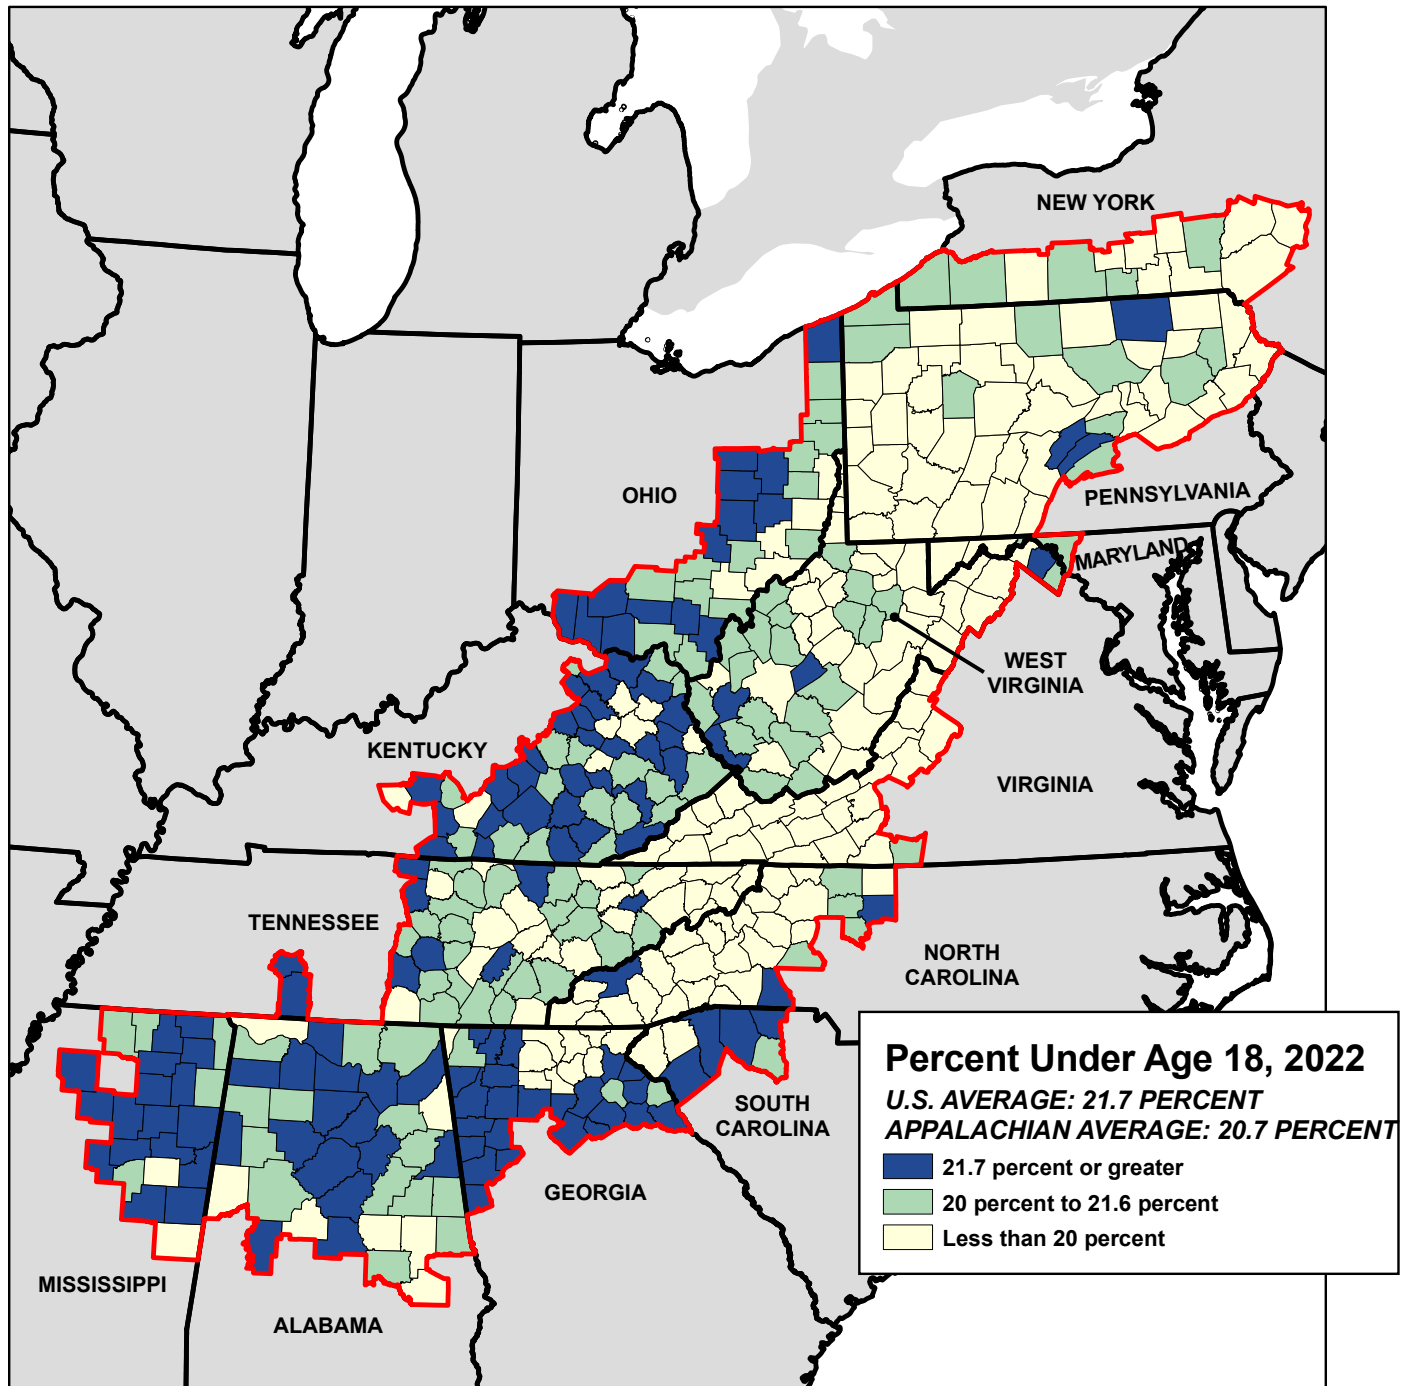 NEW YORK
OHIO
PENNSYLVANIA
MARYLAND
WEST
VIRGINIA
KENTUCKY
VIRGINIA
TENNESSEE
NORTH
CAROLINA
SOUTH
CAROLINA
GEORGIA
MISSISSIPPI
ALABAMA
Percent Under Age 18, 2022
U.S. AVERAGE: 21.7 PERCENT
APPALACHIAN AVERAGE: 20.7 PERCENT
21.7 percent or greater
20 percent to 21.6 percent
Less than 20 percent